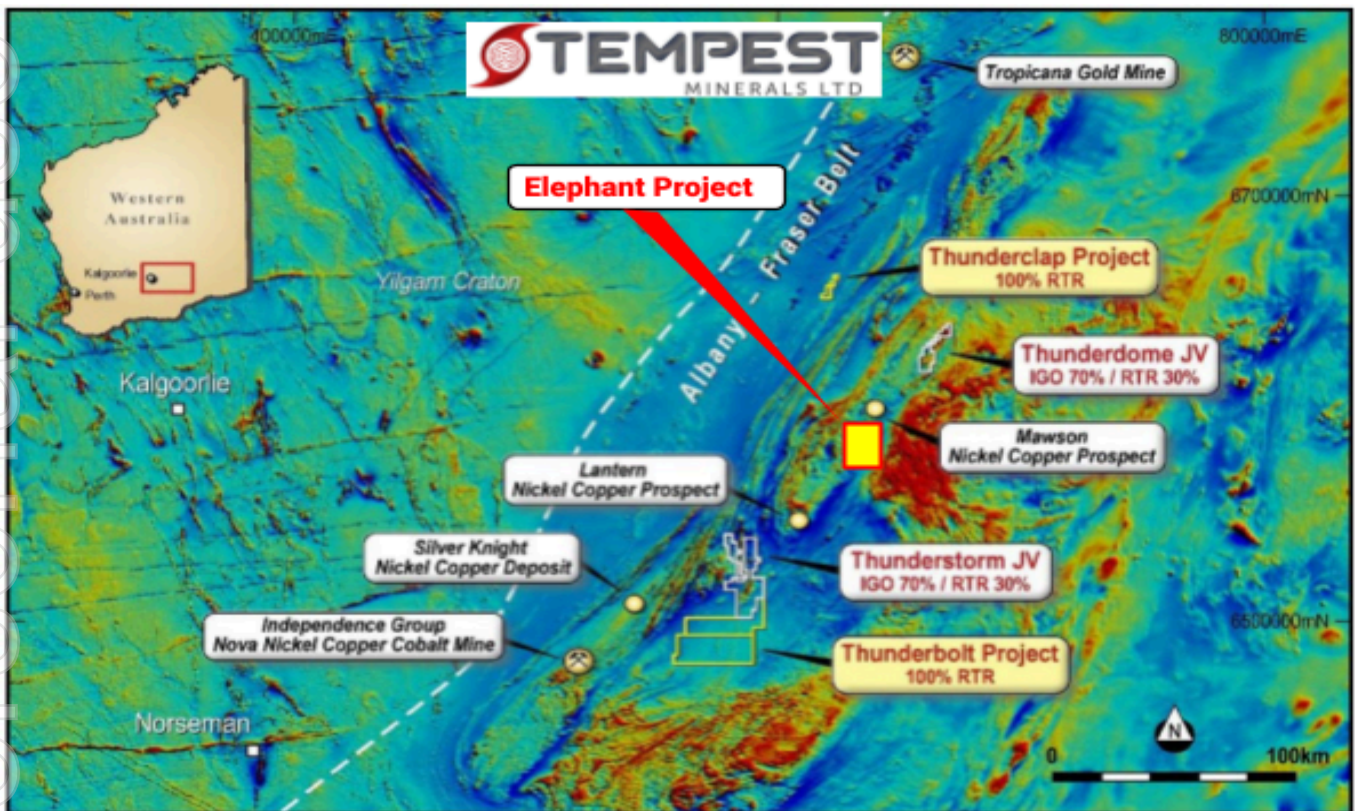 400000mE
800000mE
TEMPEST
MINERALS LTD
Tropicana Gold Mine
Elephant Project
Albany - Fraser Belt
6700000mN
Western
Australia
Kalgoorlie
Perth
Yilgarn Craton
Thunderclap Project
100% RTR
Kalgoorlie
Thunderdome JV
IGO 70% / RTR 30%
Mawson
Nickel Copper Prospect
Lantern
Nickel Copper Prospect
Silver Knight
Nickel Copper Deposit
Thunderstorm JV
IGO 70% / RTR 30%
Independence Group
Nova Nickel Copper Cobalt Mine
6500000mN
Thunderbolt Project
100% RTR
Norseman
N
0
100km